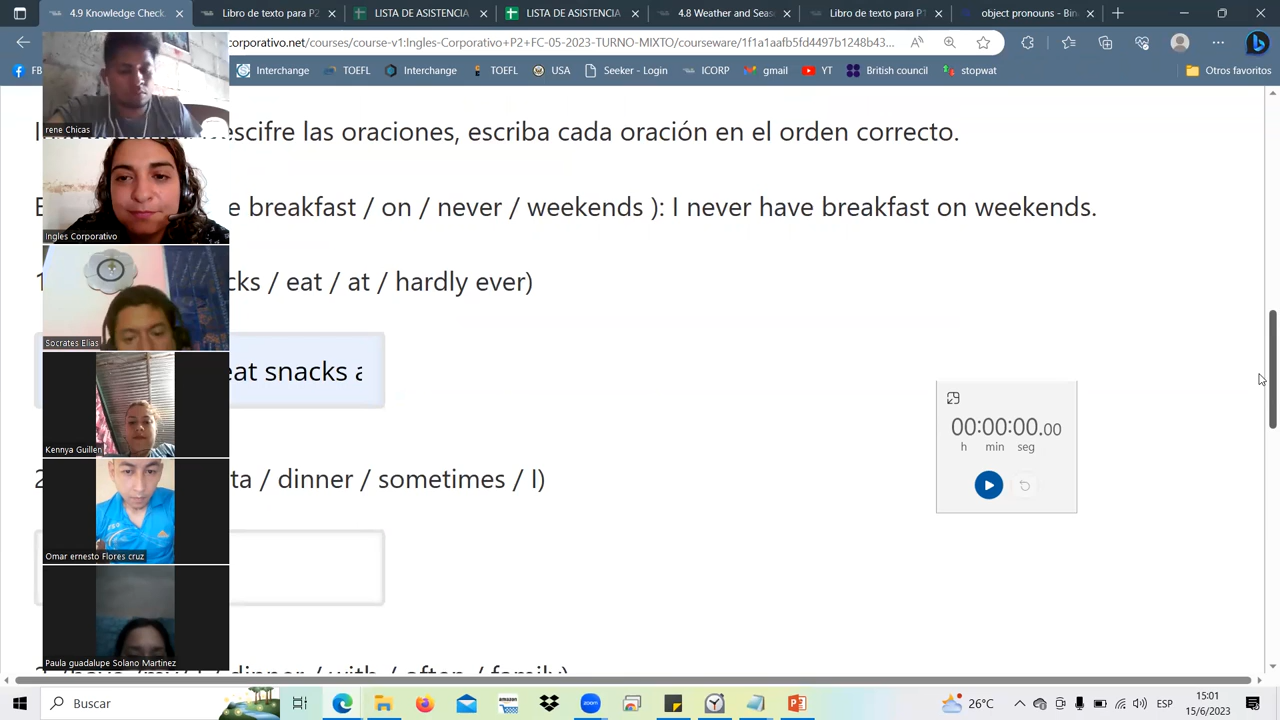 4.9 Knock Check
Libro de texto para P2
LISTA DE ASISTENCIA
LISTA DE ASISTENCIA
4.8 Weather and Seas
Libro de texto para P1
object pronouns - Bin
corporativo.net/courses/course-v1:Ingles-Corporativo+P2+FC-05-2023-TURNO-MIXTO/courseware/1f1a1aafb5fd4497b1248b43...
FB
Interchange
TOEFL
Interchange
TOEFL
USA
Seeker - Login
ICORP
gmail
YT
British council
stopwat
Otros favoritos
rene Chicas
escifre las oraciones, escriba cada oración en el orden correcto.
Ingles Corporativo
e breakfast / on / never / weekends ): I never have breakfast on weekends.
cks / eat / at / hardly ever)
Socrates Elias
eat snacks a
00:00:00.00
h min seg
Kennya Guillen
ta / dinner / sometimes / I)
Omar ernesto Flores cruz
Paula guadalupe Solano Martinez
/ dinner / with / often / family)
Buscar
26°C
ESP
15:01
15/6/2023